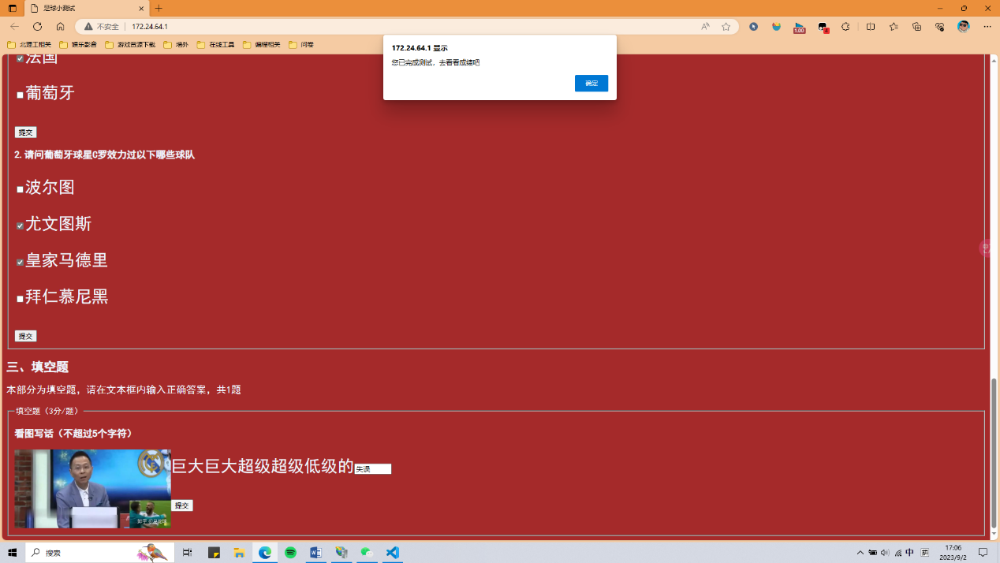 足球小测试
不安全
172.24.64.1
1.00
4
北理工相关
娱乐影音
游戏资源下载
墙外
在线工具
编程相关
问卷
172.24.64.1 显示
您已完成测试，去看看成绩吧
确定
法国
葡萄牙
提交
2. 请问葡萄牙球星C罗效力过以下哪些球队
波尔图
尤文图斯
皇家马德里
拜仁慕尼黑
提交
三、填空题
本部分为填空题，请在文本框内输入正确答案，共1题
填空题（3分/题）
看图写话（不超过5个字符）
巨大巨大超级超级低级的 失误
提交
搜索
中
拼
17:06
2023/9/2